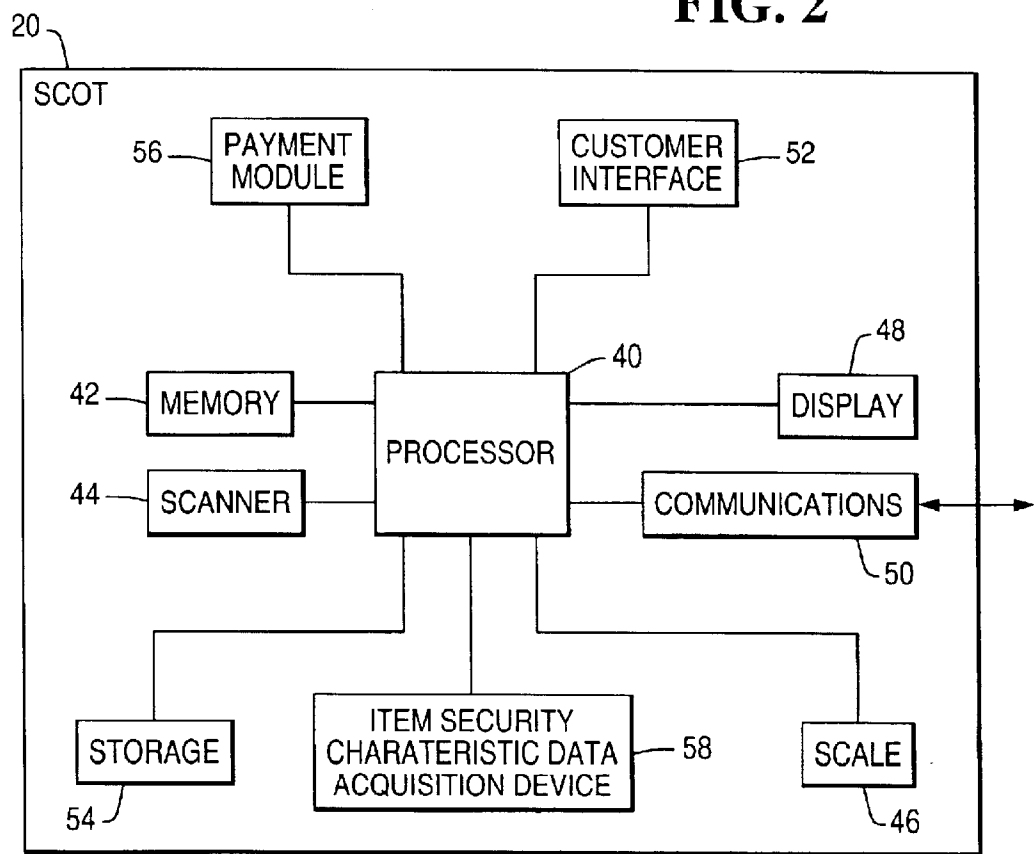 FIG. 2
20
SCOT
56
PAYMENT
MODULE
CUSTOMER
INTERFACE
52
40
48
42
MEMORY
PROCESSOR
DISPLAY
44
SCANNER
COMMUNICATIONS
50
STORAGE
54
ITEM SECURITY
CHARATERISTIC DATA
ACQUISITION DEVICE
58
SCALE
46